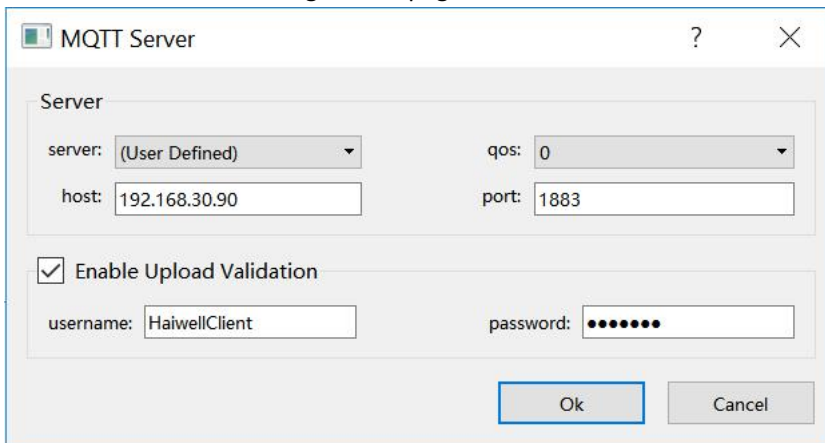 MQTT Server ?
Server
server: (User Defined) qos: 0
host: 192.168.30.90 port: 1883
Enable Upload Validation
username: HaiwellClient password: •••••••
Ok Cancel